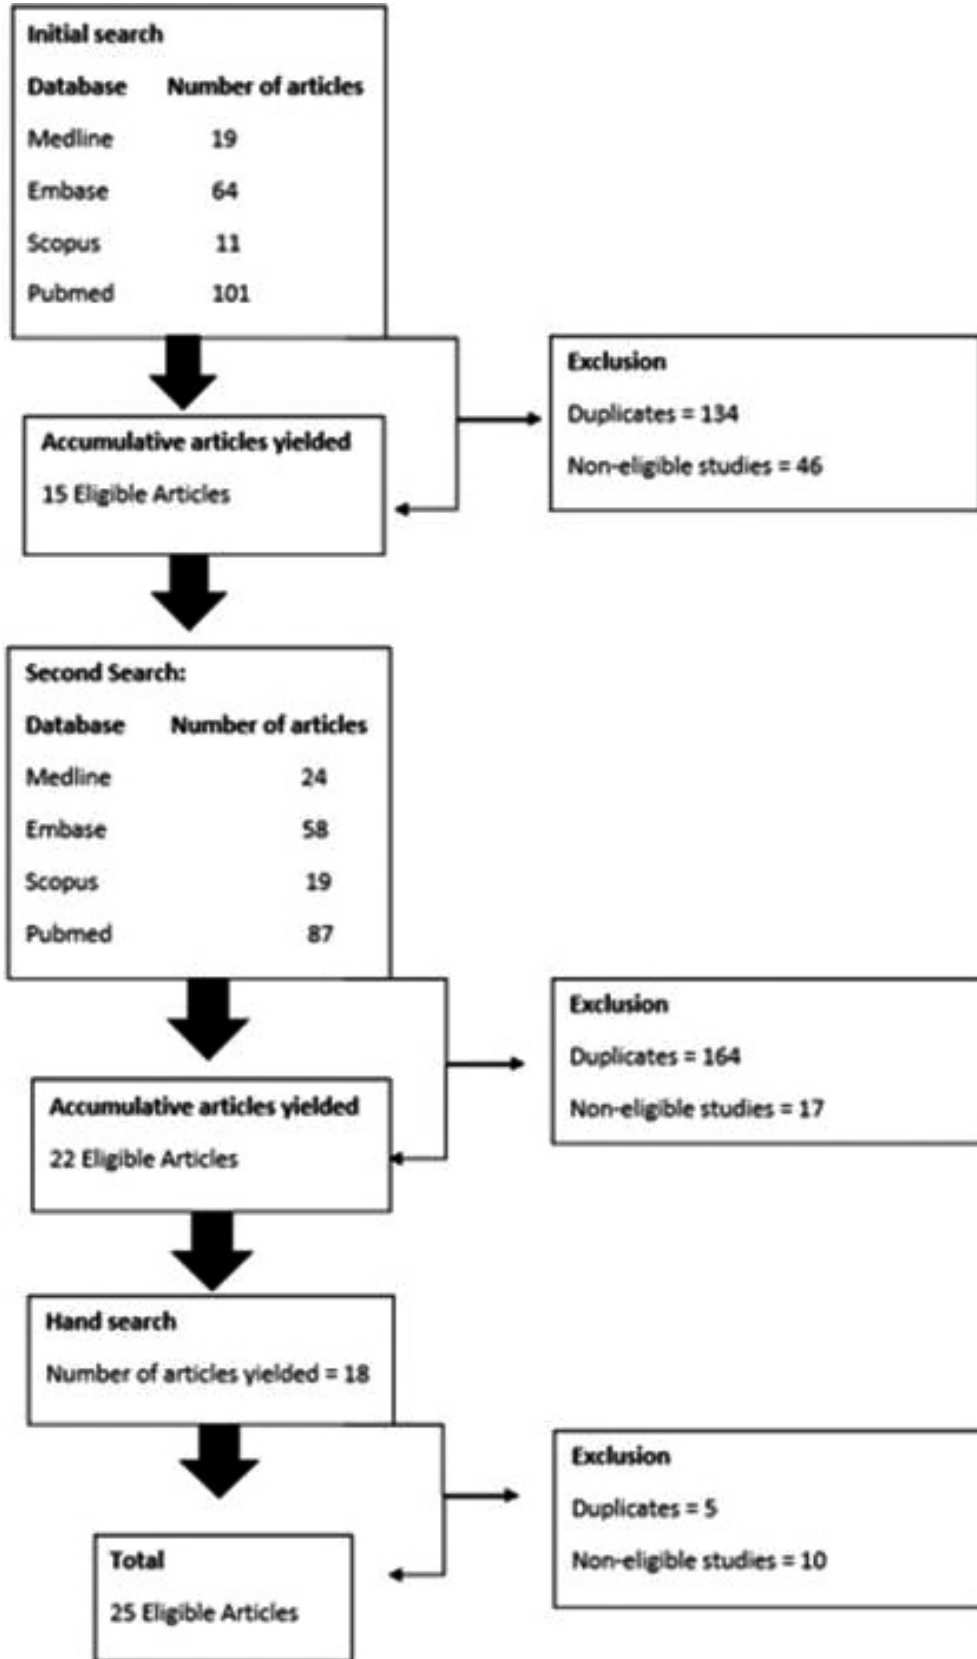 Initial search
Database Number of articles
Medline 19
Embase 64
Scopus 11
Pubmed 101
Exclusion
Duplicates = 134
Non-eligible studies = 46
Accumulative articles yielded
15 Eligible Articles
Second Search:
Database Number of articles
Medline 24
Embase 58
Scopus 19
Pubmed 87
Exclusion
Duplicates = 164
Non-eligible studies = 17
Accumulative articles yielded
22 Eligible Articles
Hand search
Number of articles yielded = 18
Exclusion
Duplicates = 5
Non-eligible studies = 10
Total
25 Eligible Articles